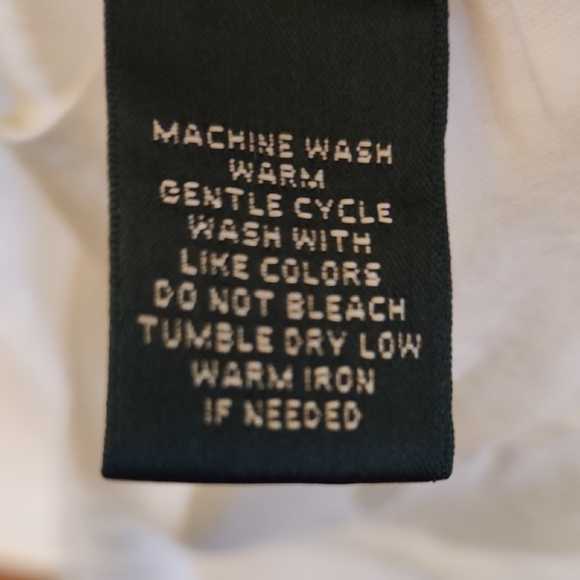 MACHINE WASH
WARM
GENTLE CYCLE
WASH WITH
LIKE COLORS
DO NOT BLEACH
TUMBLE DRY LOW
WARM IRON
IF NEEDED